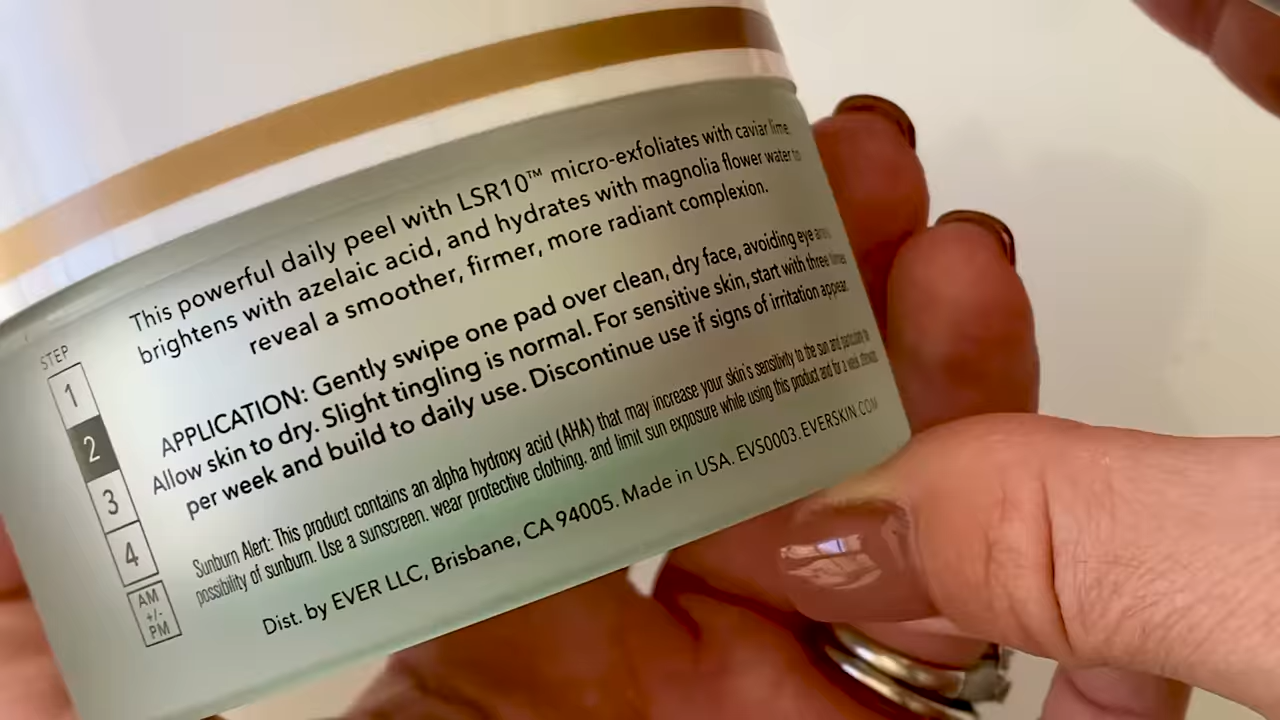 This powerful daily peel with LSR10™ micro-exfoliates with caviar lime
brightens with azelaic acid, and hydrates with magnolia flower water to
reveal a smoother, firmer, more radiant complexion.
APPLICATION: Gently swipe one pad over clean, dry face, avoiding eye area.
Allow skin to dry. Slight tingling is normal. For sensitive skin, start with three times
per week and build to daily use. Discontinue use if signs of irritation appear.
Sunburn Alert: This product contains an alpha hydroxy acid (AHA) that may increase your skin's sensitivity to the sun and particularly
possibility of sunburn. Use a sunscreen, wear protective clothing, and limit sun exposure while using this product and for a week
Dist. by EVER LLC, Brisbane, CA 94005. Made in USA. EVS0003. EVERSKIN.COM
STEP
1
2
3
4
AM
+/-
PM